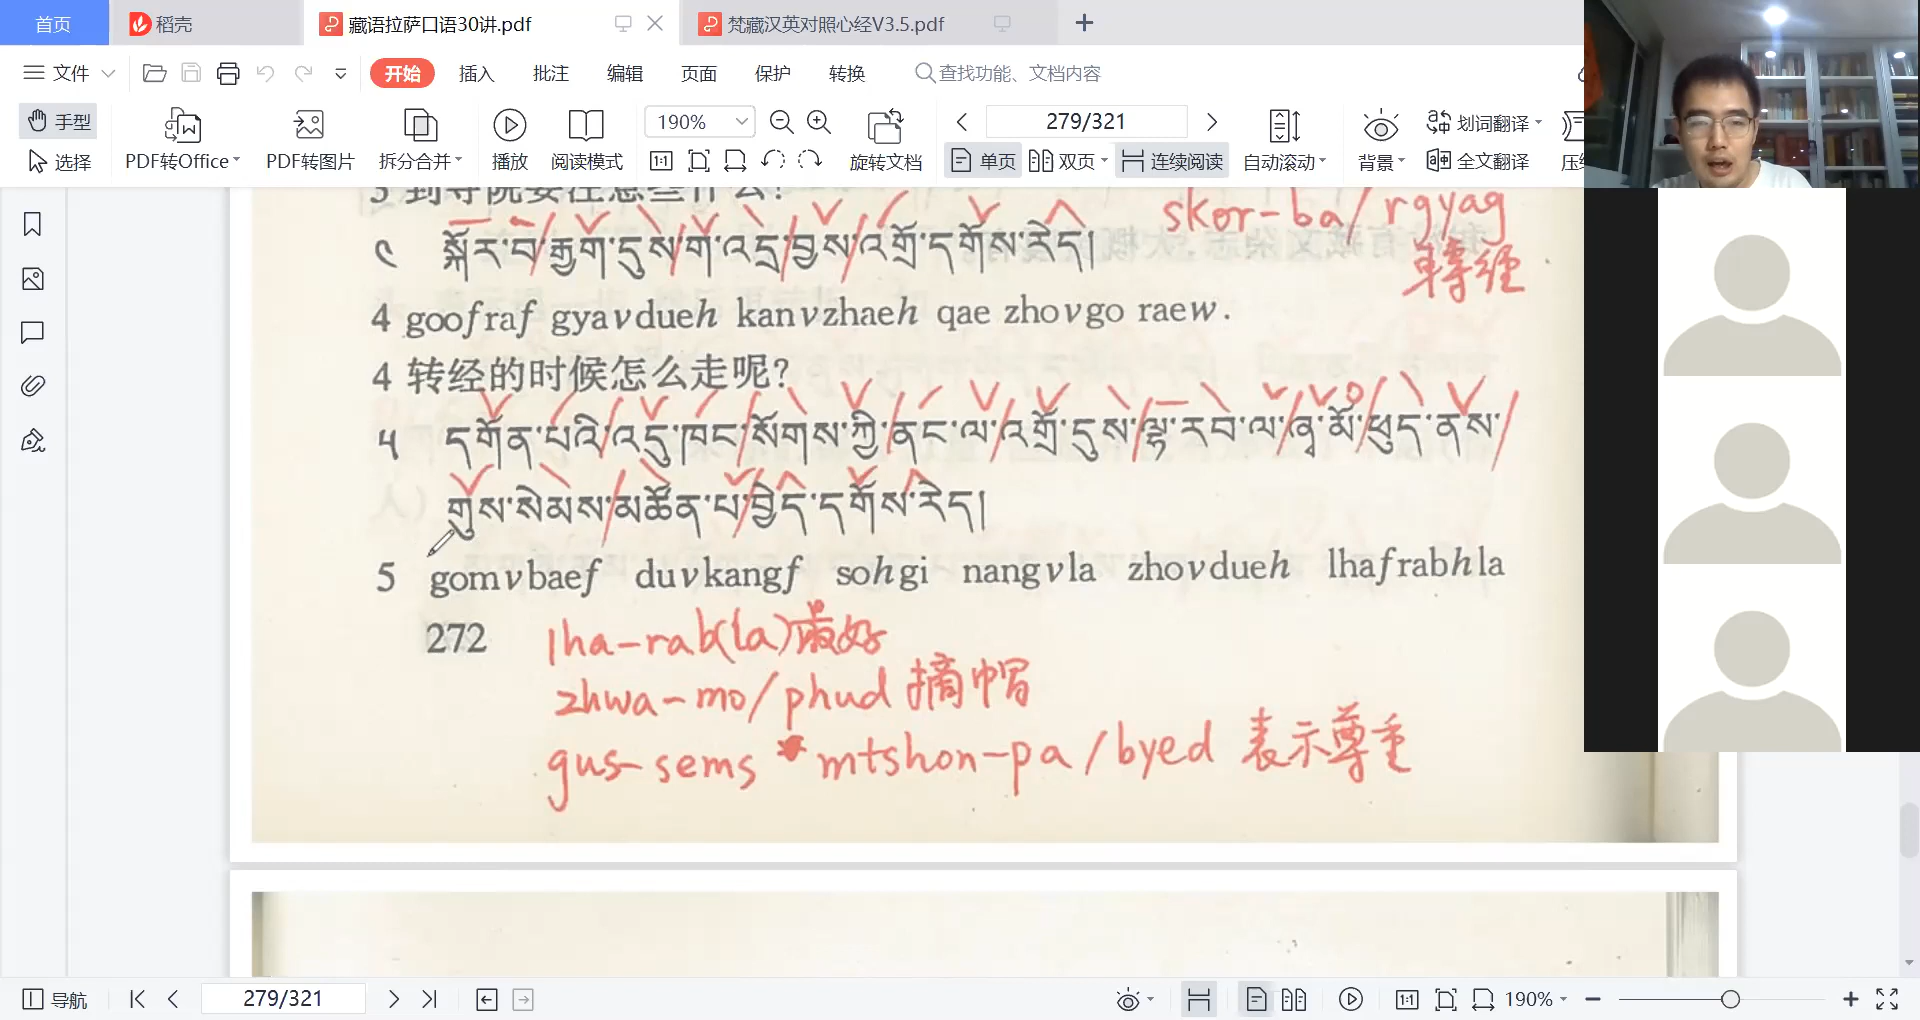 首页
稻壳
藏语拉萨口语30讲.pdf
梵藏汉英对照心经V3.5.pdf
文件
开始
插入
批注
编辑
页面
保护
转换
查找功能、文档内容
手型
选择
PDF转Office
PDF转图片
拆分合并
播放
阅读模式
190%
旋转文档
279/321
单页
双页
连续阅读
自动滚动
背景
划词翻译
全文翻译
skor-ba/rgyag
转经
༤ སྐོར་བ་རྒྱག་དུས་ག་འདྲ་བྱས་འགྲོ་དགོས་རེད།
4 goofraf gyavdueh kanvzhaeh qae zhovgo raew.
4 转经的时候怎么走呢?
༥ དགོན་པའི་འདུ་ཁང་སོགས་ཀྱི་ནང་ལ་འགྲོ་དུས་ལྷ་རབ་ལ་ཞྭ་མོ་ཕུད་ནས་
གུས་སེམས་མཚོན་པ་བྱེད་དགོས་རེད།
5 gomvbaef duvkangf sohgi nangvla zhovdueh lhafrabhla
272
lha-rab(la)最好
zhwa-mo/phud 摘帽
gus-sems mtshon-pa/byed 表示尊重
导航
279/321
190%